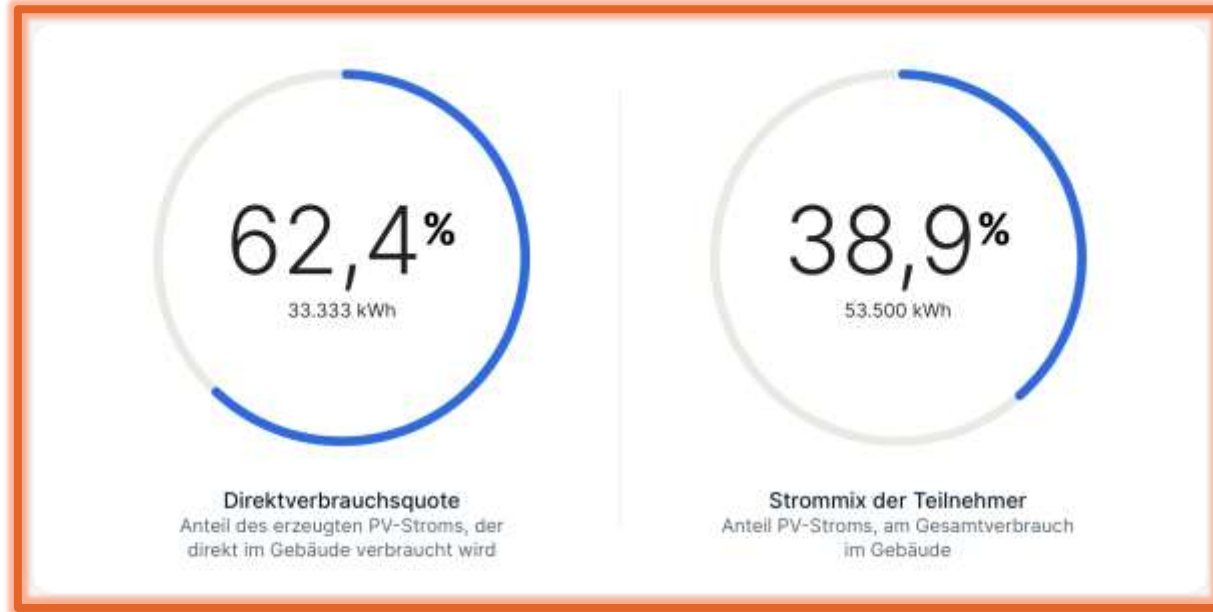 62,4%
33.333 kWh
Direktverbrauchsquote
Anteil des erzeugten PV-Stroms, der
direkt im Gebäude verbraucht wird
38,9%
53.500 kWh
Strommix der Teilnehmer
Anteil PV-Stroms, am Gesamtverbrauch
im Gebäude